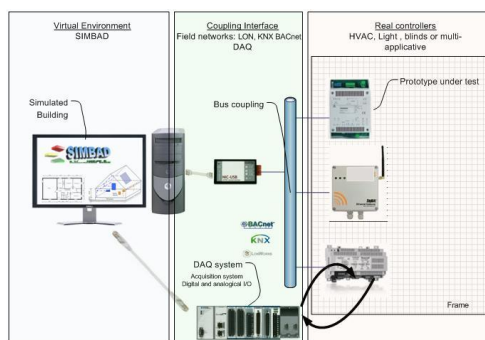 Virtual Environment
SIMBAD
Simulated
Building
SIMBAD
Coupling Interface
Field networks: LON, KNX BACnet
DAQ
Bus coupling
BACnet
KNX
LonWorks
DAQ system
Acquisition system
Digital and analogical I/O
Real controllers
HVAC, Light , blinds or multi-
applicative
Prototype under test
Frame